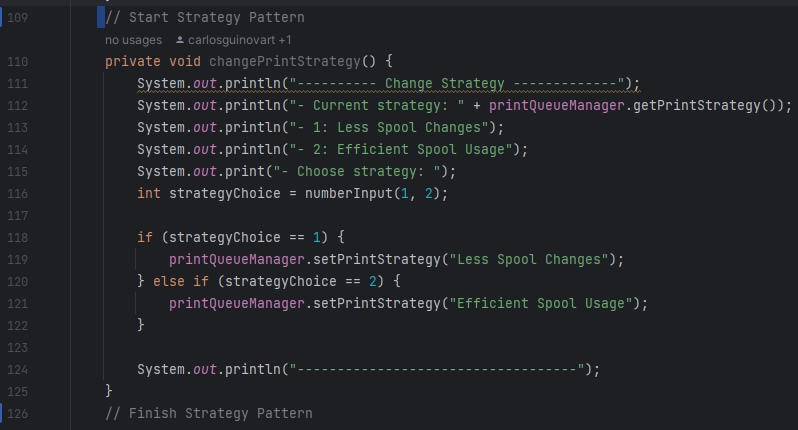 109 // Start Strategy Pattern
no usages carlosguinovart +1
110 private void changePrintStrategy() {
111 System.out.println("---------- Change Strategy -------------");
112 System.out.println("- Current strategy: " + printQueueManager.getPrintStrategy());
113 System.out.println("- 1: Less Spool Changes");
114 System.out.println("- 2: Efficient Spool Usage");
115 System.out.print("- Choose strategy: ");
116 int strategyChoice = numberInput(1, 2);
117
118 if (strategyChoice == 1) {
119 printQueueManager.setPrintStrategy("Less Spool Changes");
120 } else if (strategyChoice == 2) {
121 printQueueManager.setPrintStrategy("Efficient Spool Usage");
122 }
123
124 System.out.println("-----------------------------------");
125 }
126 // Finish Strategy Pattern